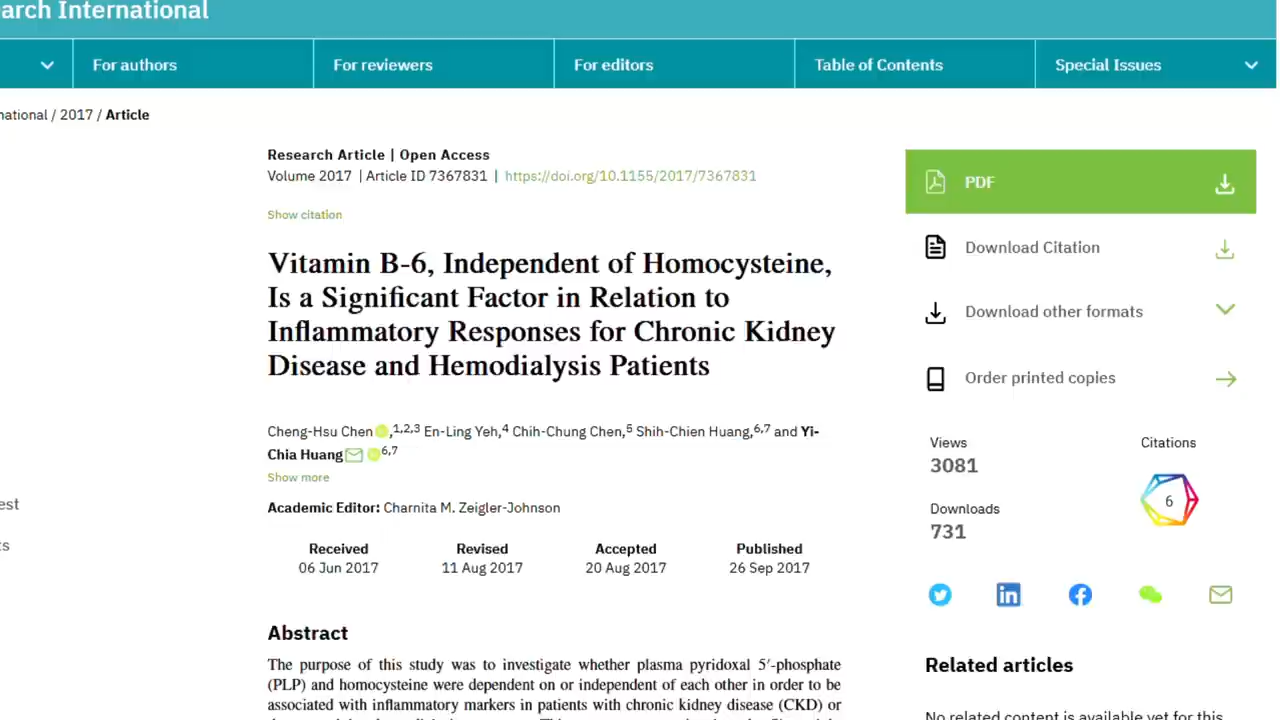 arch International
For authors
For reviewers
For editors
Table of Contents
Special Issues
national / 2017 / Article
Research Article | Open Access
Volume 2017 | Article ID 7367831 | https://doi.org/10.1155/2017/7367831
Show citation
Vitamin B-6, Independent of Homocysteine,
Is a Significant Factor in Relation to
Inflammatory Responses for Chronic Kidney
Disease and Hemodialysis Patients
Cheng-Hsu Chen ,1,2,3 En-Ling Yeh,4 Chih-Chung Chen,5 Shih-Chien Huang,6,7 and Yi-
Chia Huang 6,7
Show more
Academic Editor: Charnita M. Zeigler-Johnson
Received Revised Accepted Published
06 Jun 2017 11 Aug 2017 20 Aug 2017 26 Sep 2017
Abstract
The purpose of this study was to investigate whether plasma pyridoxal 5′-phosphate
(PLP) and homocysteine were dependent on or independent of each other in order to be
associated with inflammatory markers in patients with chronic kidney disease (CKD) or
PDF
Download Citation
Download other formats
Order printed copies
Views
3081
Citations
6
Downloads
731
Related articles
No related content is available yet for this
est
ts